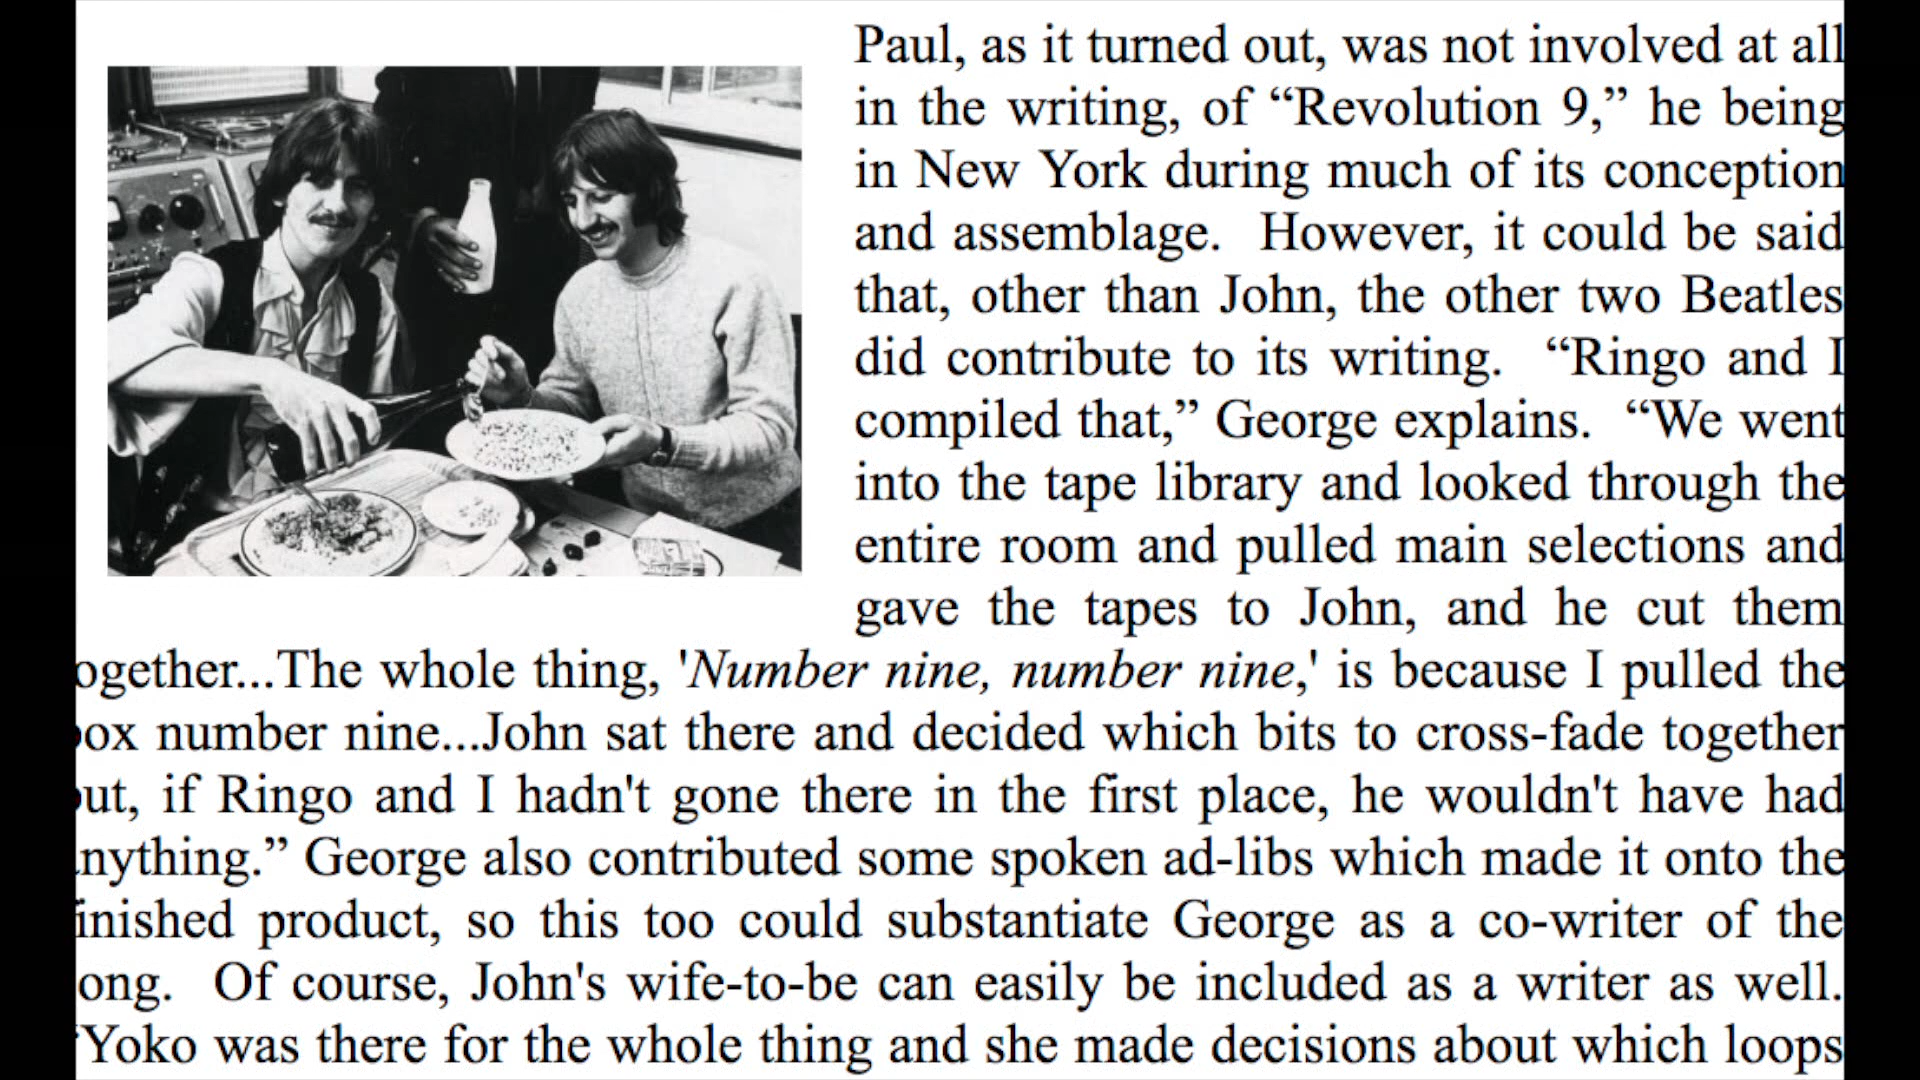 Paul, as it turned out, was not involved at all
in the writing, of “Revolution 9,” he being
in New York during much of its conception
and assemblage.  However, it could be said
that, other than John, the other two Beatles
did contribute to its writing.  “Ringo and I
compiled that,” George explains.  “We went
into the tape library and looked through the
entire room and pulled main selections and
gave the tapes to John, and he cut them
ogether...The whole thing, 'Number nine, number nine,' is because I pulled the
ox number nine...John sat there and decided which bits to cross-fade together
ut, if Ringo and I hadn't gone there in the first place, he wouldn't have had
nything.” George also contributed some spoken ad-libs which made it onto the
inished product, so this too could substantiate George as a co-writer of the
ong.  Of course, John's wife-to-be can easily be included as a writer as well.
“Yoko was there for the whole thing and she made decisions about which loops